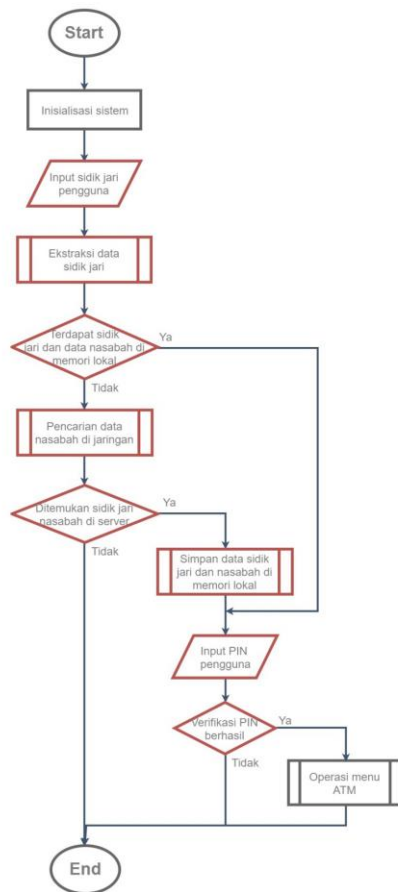 Start
Inisialisasi sistem
Input sidik jari
pengguna
Ekstraksi data
sidik jari
Terdapat sidik
jari dan data nasabah di
memori lokal
Ya
Tidak
Pencarian data
nasabah di jaringan
Ditemukan sidik jari
nasabah di server
Ya
Tidak
Simpan data sidik
jari dan nasabah di
memori lokal
Input PIN
pengguna
Verifikasi PIN
berhasil
Ya
Tidak
Operasi menu
ATM
End